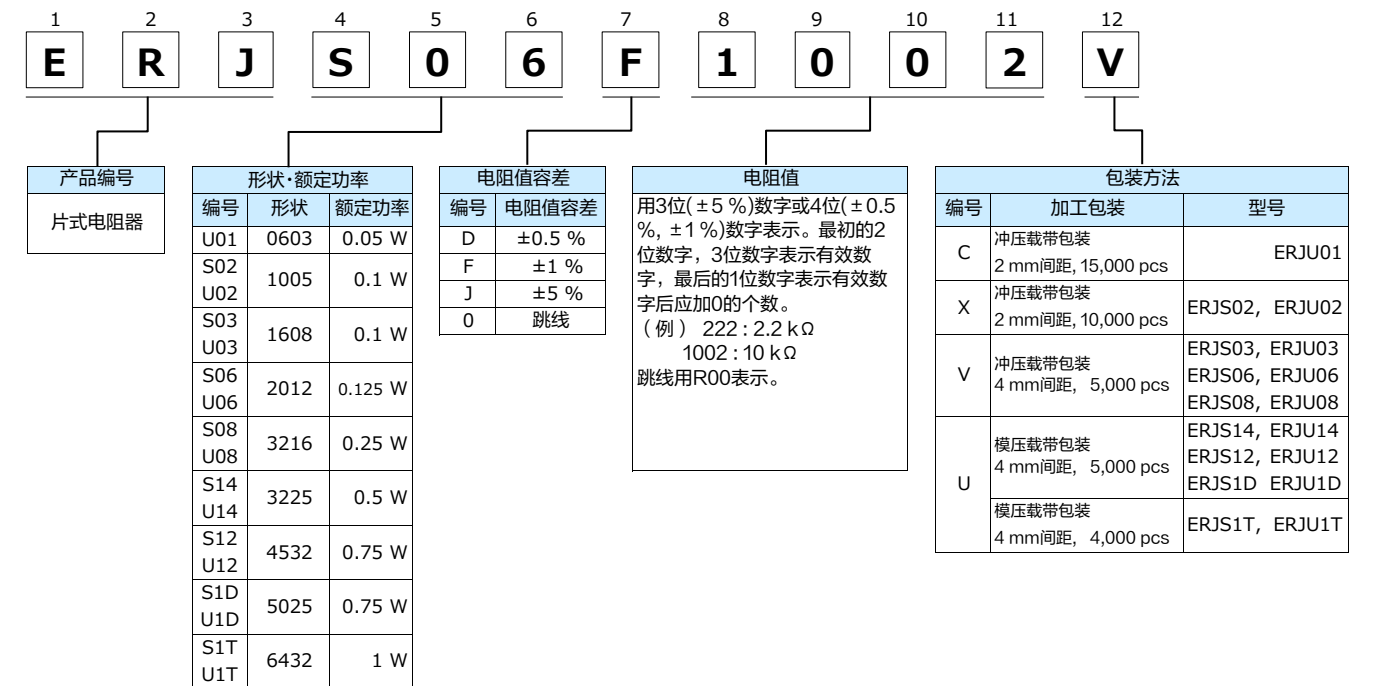 1 2 3 4 5 6 7 8 9 10 11 12
E R J S 0 6 F 1 0 0 2 V
产品编号
片式电阻器
形状·额定功率
编号 形状 额定功率
U01 0603 0.05 W
S02
U02 1005 0.1 W
S03
U03 1608 0.1 W
S06
U06 2012 0.125 W
S08
U08 3216 0.25 W
S14
U14 3225 0.5 W
S12
U12 4532 0.75 W
S1D
U1D 5025 0.75 W
S1T
U1T 6432 1 W
电阻值容差
编号 电阻值容差
D ±0.5 %
F ±1 %
J ±5 %
0 跳线
电阻值
用3位(±5 %)数字或4位(±0.5
%, ±1 %)数字表示。最初的2
位数字，3位数字表示有效数
字，最后的1位数字表示有效数
字后应加0的个数。
（例） 222 : 2.2 kΩ
1002 : 10 kΩ
跳线用R00表示。
包装方法
编号 加工包装 型号
C 冲压载带包装
2 mm间距, 15,000 pcs ERJU01
X 冲压载带包装
2 mm间距, 10,000 pcs ERJS02, ERJU02
V 冲压载带包装
4 mm间距, 5,000 pcs
ERJS03, ERJU03
ERJS06, ERJU06
ERJS08, ERJU08
U 模压载带包装
4 mm间距, 5,000 pcs
ERJS14, ERJU14
ERJS12, ERJU12
ERJS1D ERJU1D
模压载带包装
4 mm间距, 4,000 pcs ERJS1T, ERJU1T